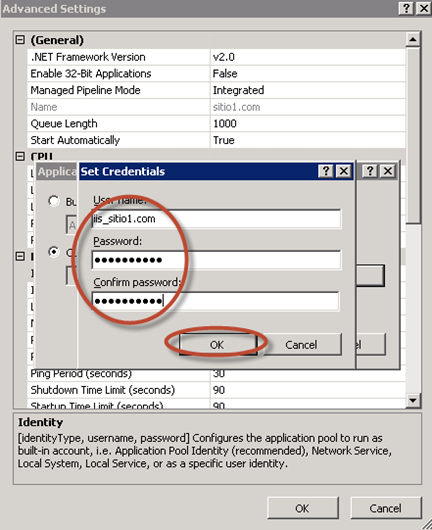 Advanced Settings
(General)
.NET Framework Version v2.0
Enable 32-Bit Applications False
Managed Pipeline Mode Integrated
Name sitio1.com
Queue Length 1000
Start Automatically True
CPU
Applica
Set Credentials
User name:
iis_sitio1.com
Password:
●●●●●●●●●●
Confirm password:
●●●●●●●●●●
OK Cancel
Ping Period (seconds) 30
Shutdown Time Limit (seconds) 90
Startup Time Limit (seconds) 90
Identity
[identityType, username, password] Configures the application pool to run as
built-in account, i.e. Application Pool Identity (recommended), Network Service,
Local System, Local Service, or as a specific user identity.
OK Cancel